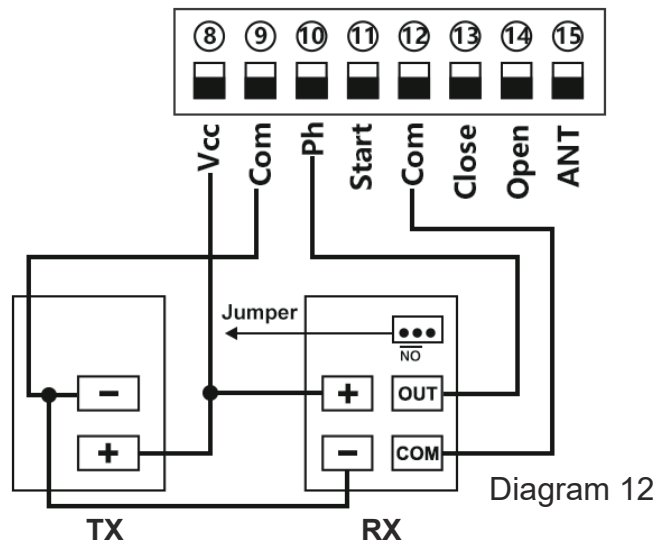 ⑧ ⑨ ⑩ ⑪ ⑫ ⑬ ⑭ ⑮
Vcc Com Ph Start Com Close Open ANT
Jumper
NO
- + OUT
+ - COM
Diagram 12
TX RX